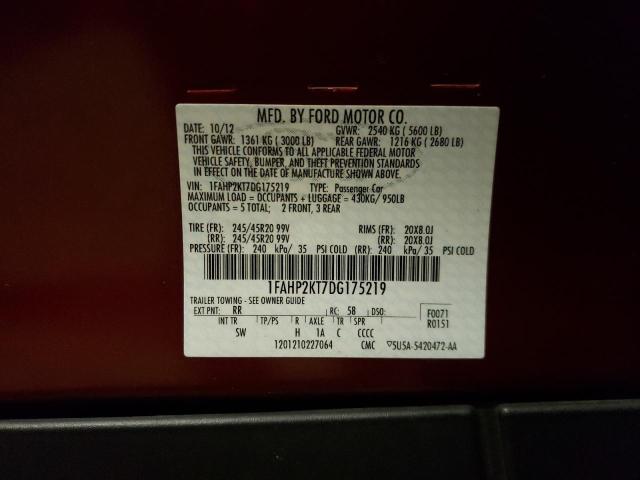 MFD. BY FORD MOTOR CO.
DATE: 10/12 GVWR: 2540 KG ( 5600 LB)
FRONT GAWR: 1361 KG ( 3000 LB) REAR GAWR: 1216 KG ( 2680 LB)
THIS VEHICLE CONFORMS TO ALL APPLICABLE FEDERAL MOTOR
VEHICLE SAFETY, BUMPER, AND THEFT PREVENTION STANDARDS
IN EFFECT ON THE DATE OF MANUFACTURE SHOWN ABOVE.
VIN: 1FAHP2KT7DG175219 TYPE: Passenger Car
MAXIMUM LOAD = OCCUPANTS + LUGGAGE = 430KG/ 950LB
OCCUPANTS = 5 TOTAL; 2 FRONT, 3 REAR
TIRE (FR): 245/45R20 99V RIMS (FR): 20X8.0J
(RR): 245/45R20 99V (RR): 20X8.0J
PRESSURE (FR): 240 kPa/ 35 PSI COLD (RR): 240 kPa/ 35 PSI COLD
1FAHP2KT7DG175219
TRAILER TOWING - SEE OWNER GUIDE
EXT PNT: RR RC: 58 DSO: F0071
INT TR TP/PS R AXLE TR SPR R0151
SW H 1A C CCCC
1201210227064 CMC ▽5U5A-5420472-AA